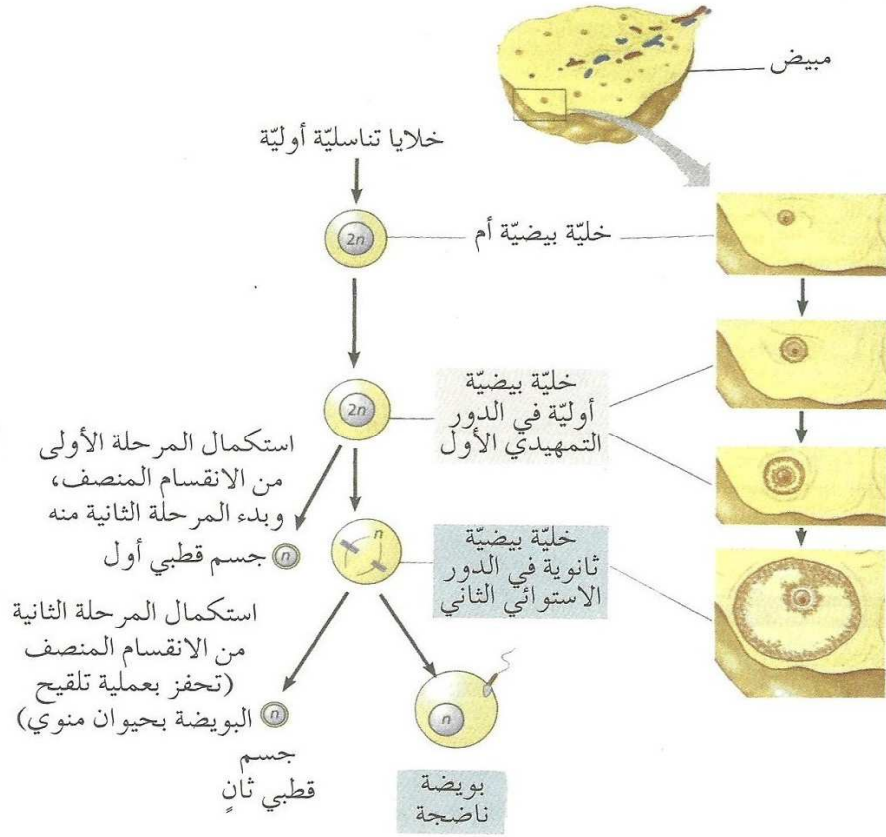 مبيض
خلايا تناسليّة أوليّة
2n
خليّة بيضيّة أم
2n
خليّة بيضيّة
أوليّة في الدور
التمهيدي الأول
استكمال المرحلة الأولى
من الانقسام المنصف،
وبدء المرحلة الثانية منه
n
جسم قطبي أول
n
خليّة بيضيّة
ثانوية في الدور
الاستوائي الثاني
استكمال المرحلة الثانية
من الانقسام المنصف
(تحفز بعملية تلقيح
البويضة بحيوان منوي)
n
جسم
قطبي ثانٍ
n
بويضة
ناضجة